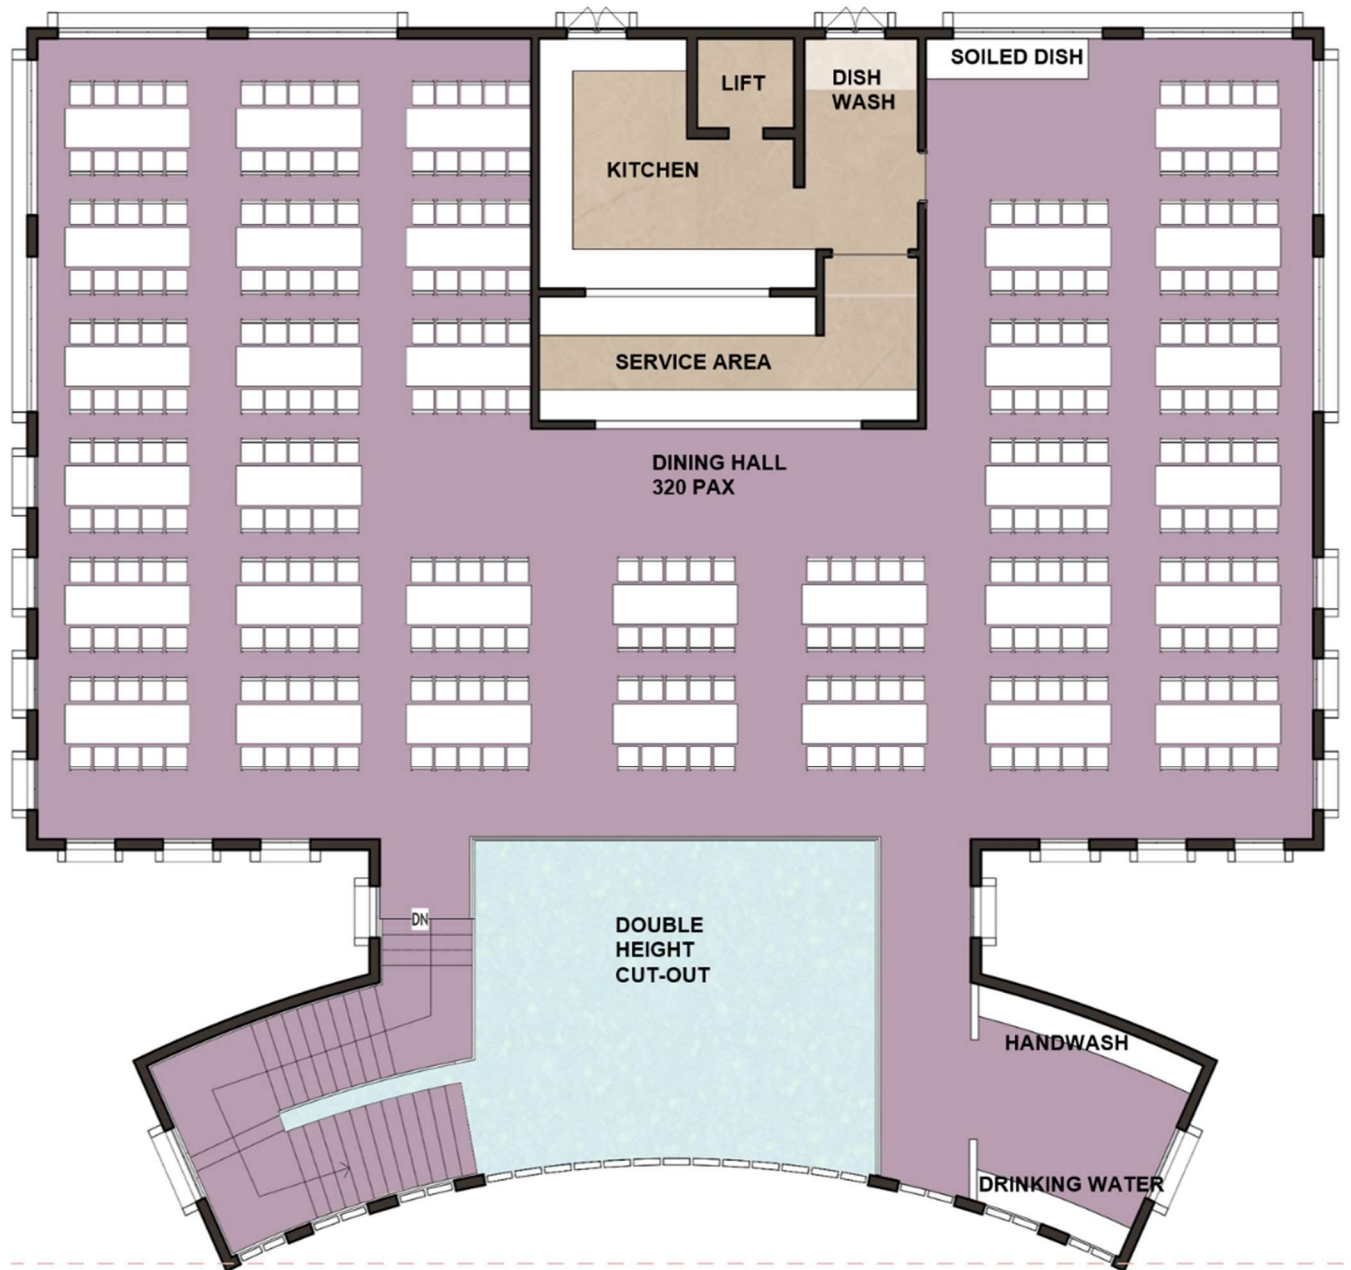 SOILED DISH
LIFT
DISH
WASH
KITCHEN
SERVICE AREA
DINING HALL
320 PAX
DN
DOUBLE
HEIGHT
CUT-OUT
HANDWASH
DRINKING WATER